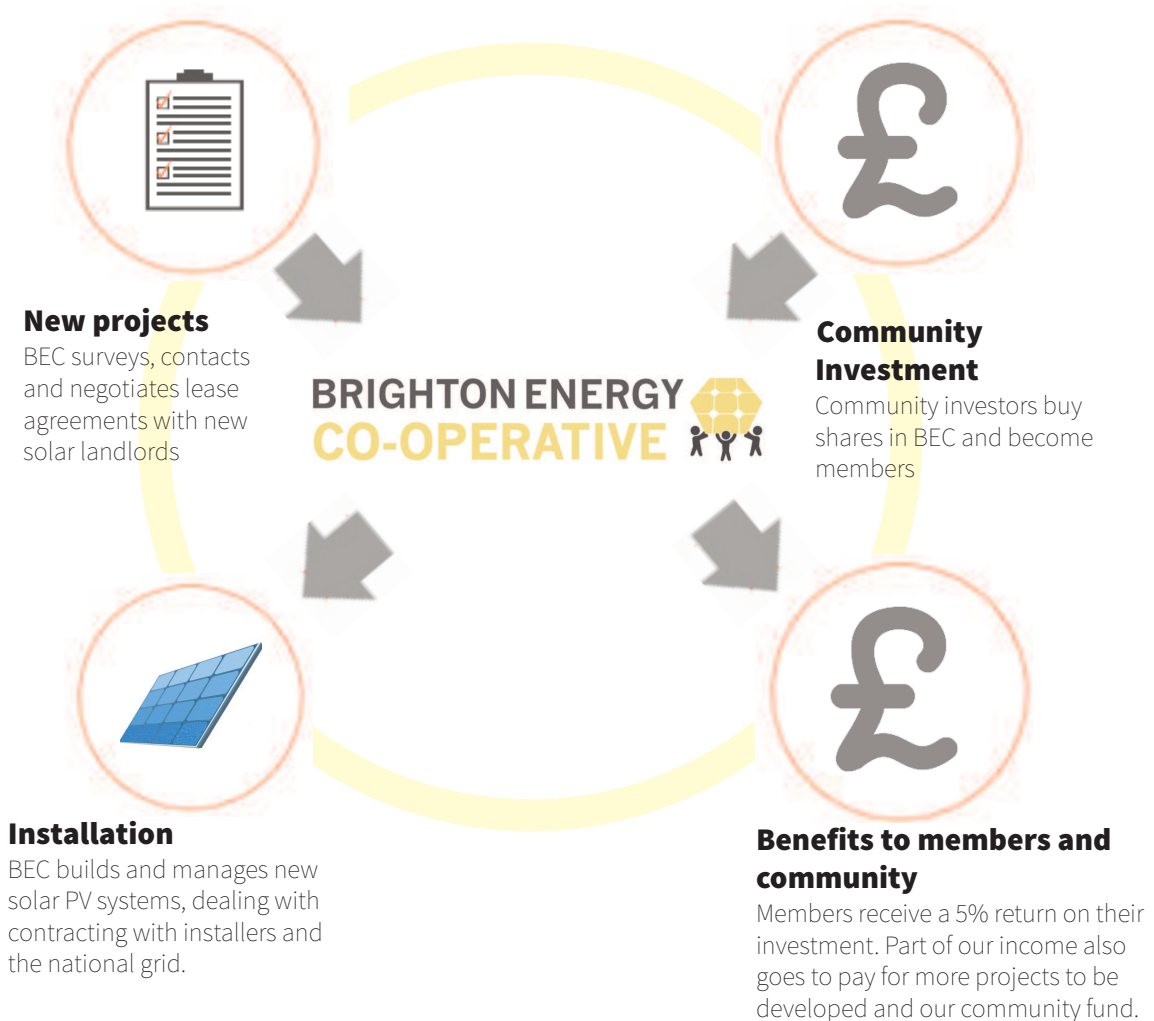 New projects
BEC surveys, contacts
and negotiates lease
agreements with new
solar landlords
BRIGHTON ENERGY
CO-OPERATIVE
Community
Investment
Community investors buy
shares in BEC and become
members
Installation
BEC builds and manages new
solar PV systems, dealing with
contracting with installers and
the national grid.
Benefits to members and
community
Members receive a 5% return on their
investment. Part of our income also
goes to pay for more projects to be
developed and our community fund.
£
£